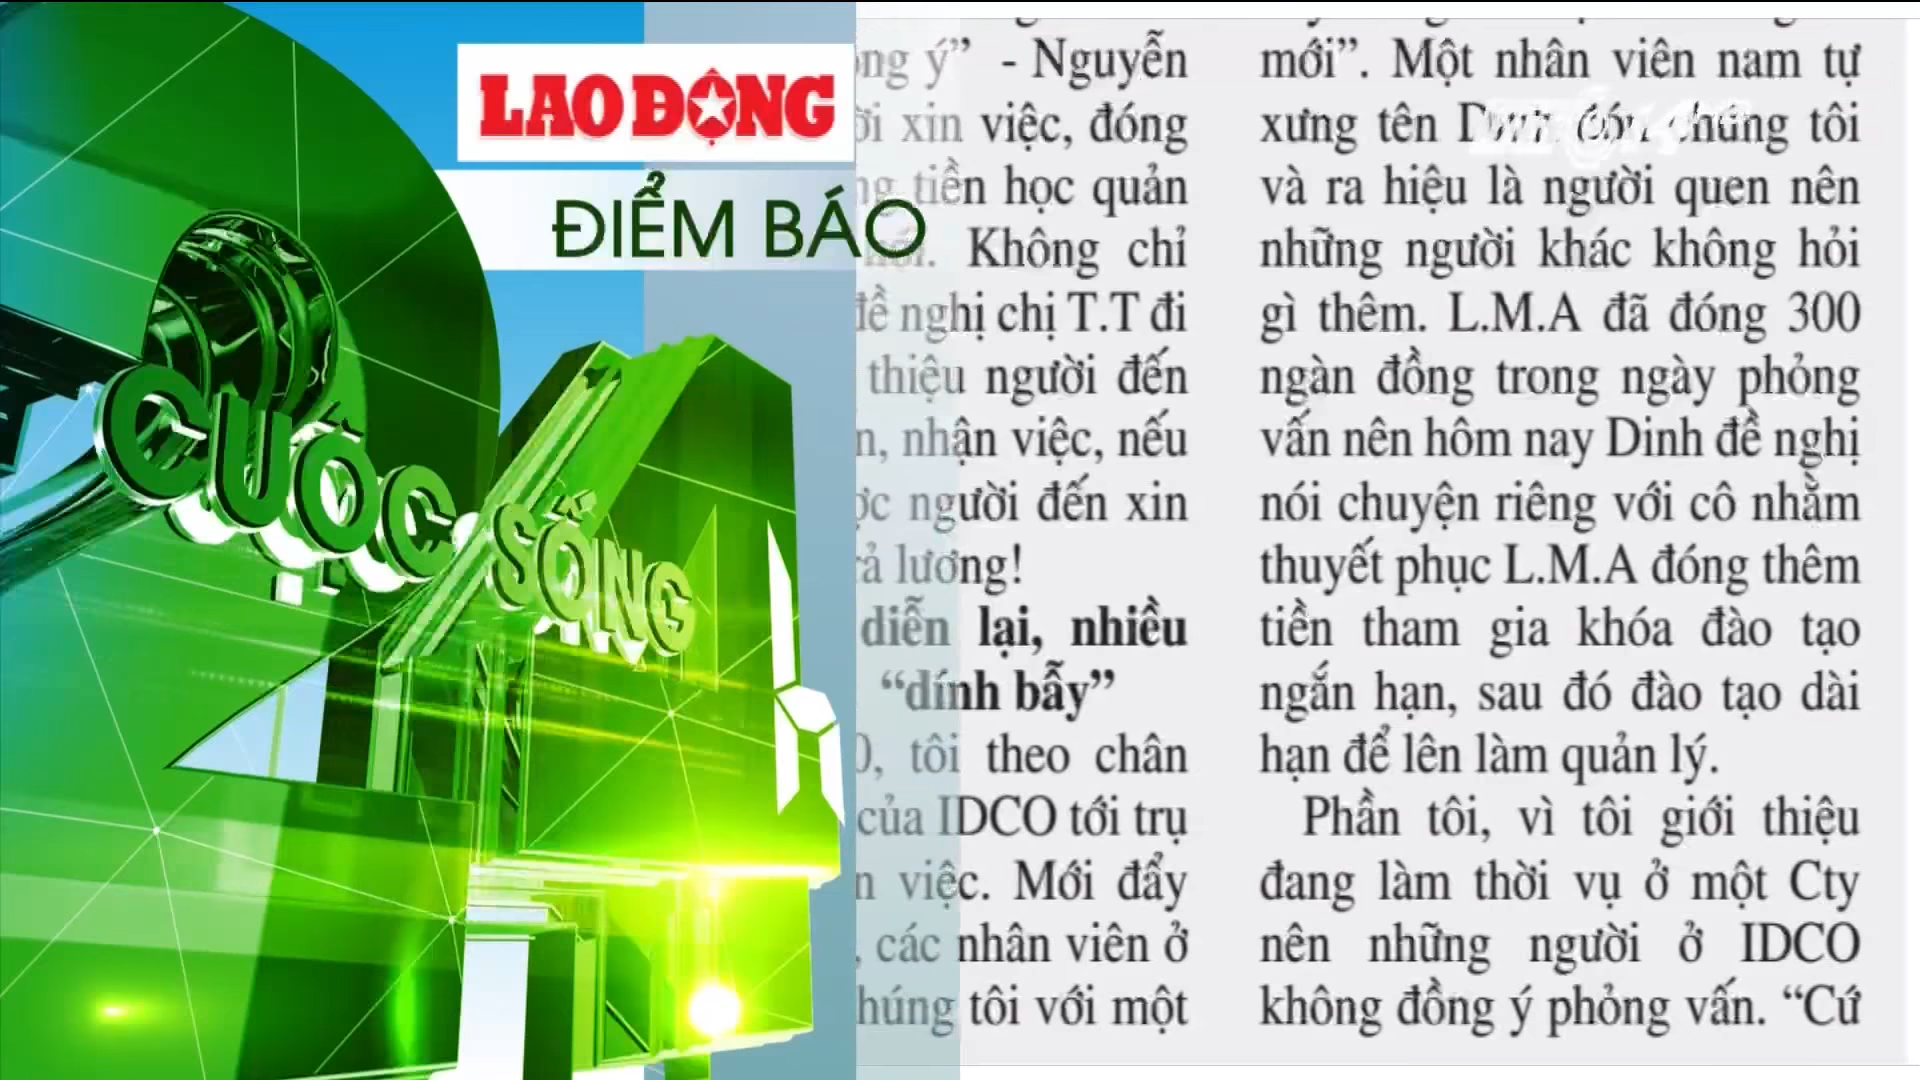 LAO ĐỘNG
ĐIỂM BÁO
CUỘC SỐNG
24h
ý” - Nguyễn
xin việc, đóng
tiền học quản
Không chỉ
nghị chị T.T đi
thiệu người đến
nhận việc, nếu
người đến xin
lương!
diễn lại, nhiều
“dính bẫy”
tôi theo chân
của IDCO tới trụ
việc. Mới đẩy
các nhân viên ở
tôi với một
mới”. Một nhân viên nam tự
xưng tên Dinh đón chúng tôi
và ra hiệu là người quen nên
những người khác không hỏi
gì thêm. L.M.A đã đóng 300
ngàn đồng trong ngày phỏng
vấn nên hôm nay Dinh đề nghị
nói chuyện riêng với cô nhằm
thuyết phục L.M.A đóng thêm
tiền tham gia khóa đào tạo
ngắn hạn, sau đó đào tạo dài
hạn để lên làm quản lý.
Phần tôi, vì tôi giới thiệu
đang làm thời vụ ở một Cty
nên những người ở IDCO
không đồng ý phỏng vấn. “Cứ